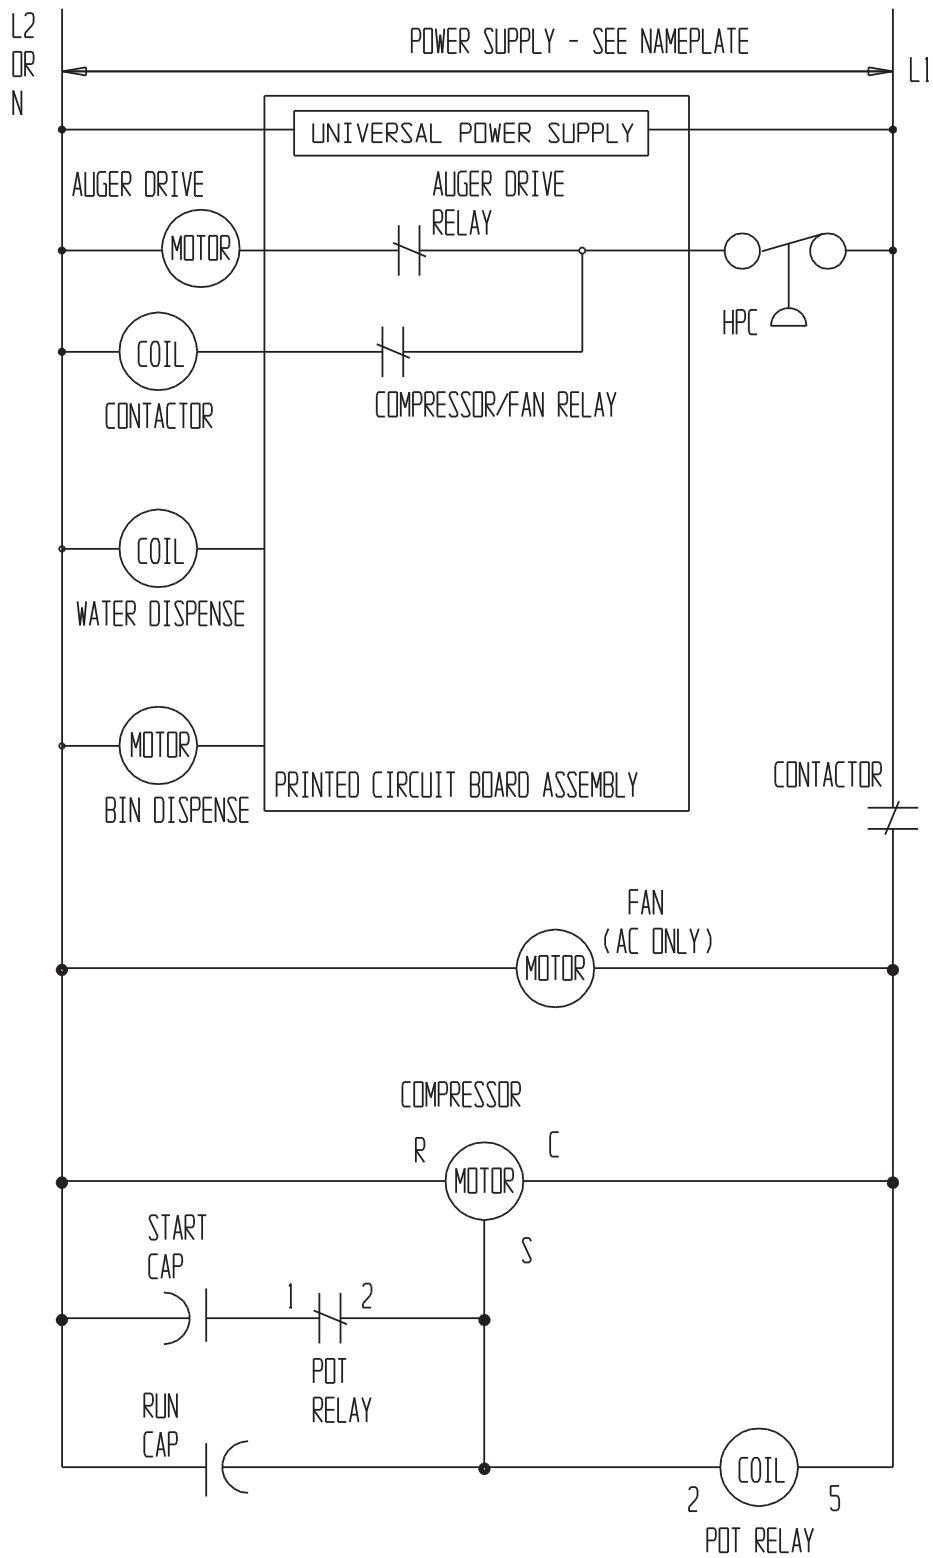 L2
OR
N
POWER SUPPLY - SEE NAMEPLATE
L1
UNIVERSAL POWER SUPPLY
AUGER DRIVE
MOTOR
AUGER DRIVE
RELAY
HPC
COIL
CONTACTOR
COMPRESSOR/FAN RELAY
COIL
WATER DISPENSE
MOTOR
BIN DISPENSE
PRINTED CIRCUIT BOARD ASSEMBLY
CONTACTOR
FAN
(AC ONLY)
MOTOR
COMPRESSOR
R
C
MOTOR
S
START
CAP
1
2
POT
RELAY
RUN
CAP
COIL
2
5
POT RELAY